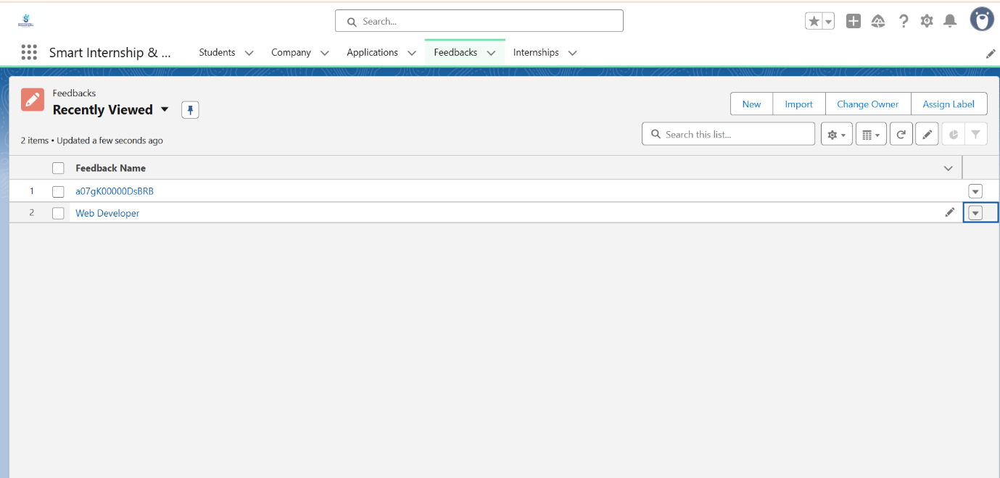 Search...
Smart Internship & ...
Students
Company
Applications
Feedbacks
Internships
Feedbacks
Recently Viewed
New
Import
Change Owner
Assign Label
2 items • Updated a few seconds ago
Search this list...
Feedback Name
1
a07gK00000DsBRB
2
Web Developer